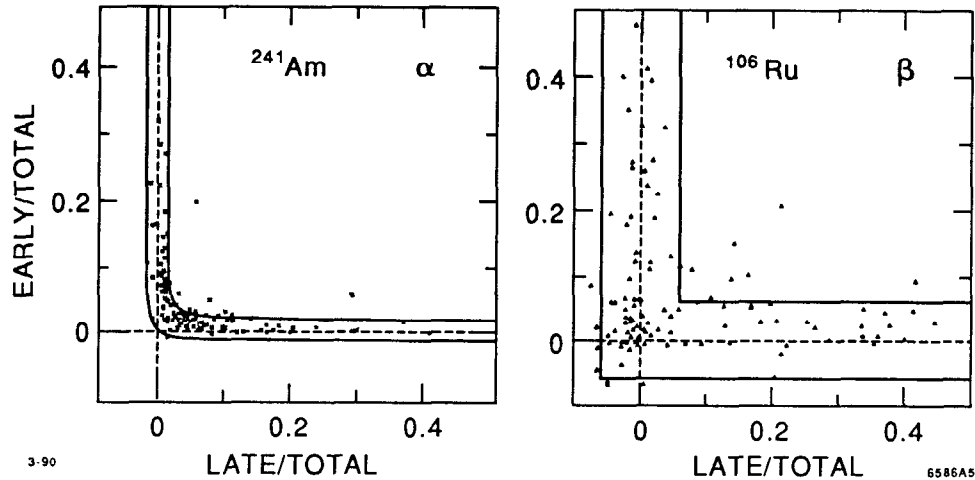 EARLY/TOTAL
0.4
0.2
0
²⁴¹Am α
0 0.2 0.4
LATE/TOTAL
3-90
0.4
0.2
0
¹⁰⁶Ru β
0 0.2 0.4
LATE/TOTAL
6586A5